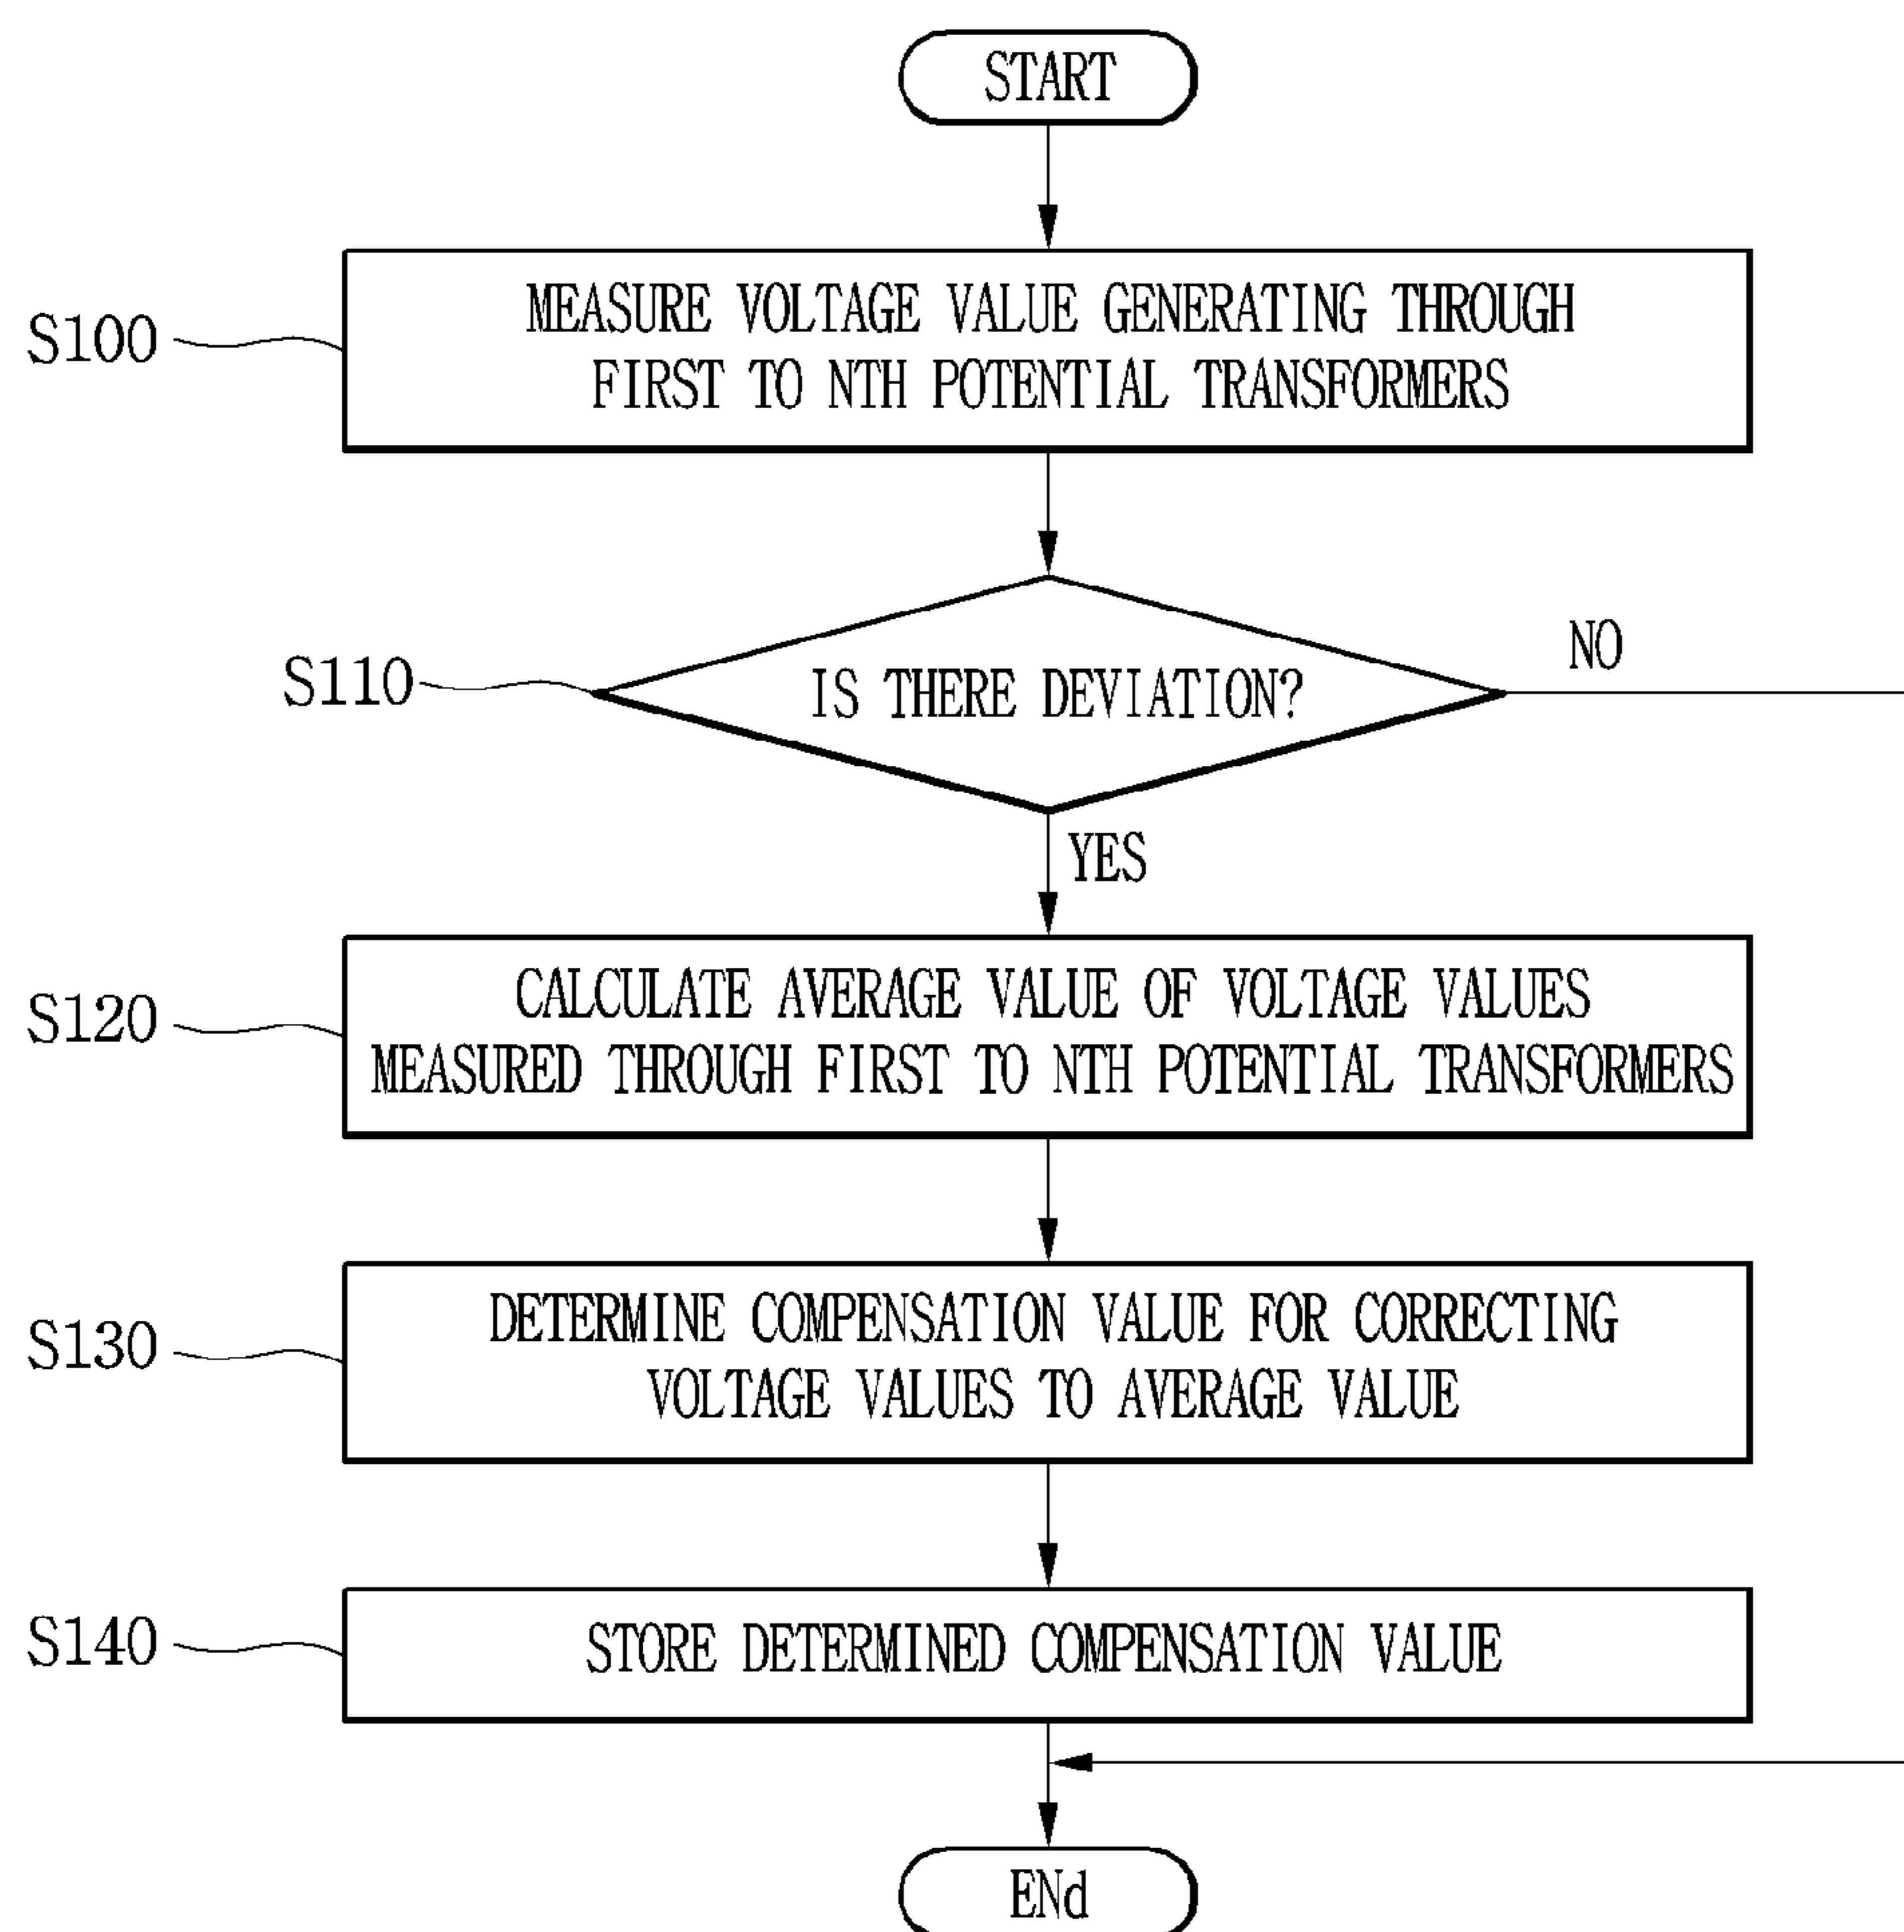 START
S100
MEASURE VOLTAGE VALUE GENERATING THROUGH
FIRST TO NTH POTENTIAL TRANSFORMERS
S110
IS THERE DEVIATION?
NO
YES
S120
CALCULATE AVERAGE VALUE OF VOLTAGE VALUES
MEASURED THROUGH FIRST TO NTH POTENTIAL TRANSFORMERS
S130
DETERMINE COMPENSATION VALUE FOR CORRECTING
VOLTAGE VALUES TO AVERAGE VALUE
S140
STORE DETERMINED COMPENSATION VALUE
ENd